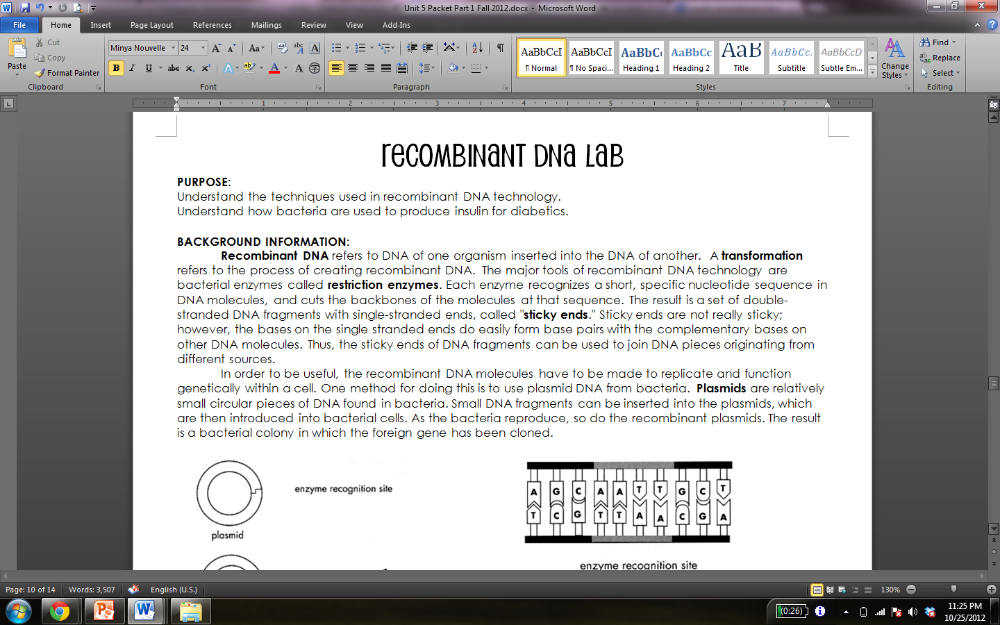 Unit 5 Packet Part 1 Fall 2012.docx - Microsoft Word
File Home Insert Page Layout References Mailings Review View Add-Ins
Paste
Cut
Copy
Format Painter
Clipboard
Minya Nouvelle 24
Font
Paragraph
AaBbCcI AaBbCcI AaBbC AaBbCc AaB AaBbCc. AaBbCcD
¶ Normal ¶ No Spaci... Heading 1 Heading 2 Title Subtitle Subtle Em...
Styles
Change Styles
Find
Replace
Select
Editing
1 2 3 4 5 6 7
Recombinant DNA Lab
PURPOSE:
Understand the techniques used in recombinant DNA technology.
Understand how bacteria are used to produce insulin for diabetics.
BACKGROUND INFORMATION:
Recombinant DNA refers to DNA of one organism inserted into the DNA of another. A transformation
refers to the process of creating recombinant DNA. The major tools of recombinant DNA technology are
bacterial enzymes called restriction enzymes. Each enzyme recognizes a short, specific nucleotide sequence in
DNA molecules, and cuts the backbones of the molecules at that sequence. The result is a set of double-
stranded DNA fragments with single-stranded ends, called "sticky ends." Sticky ends are not really sticky;
however, the bases on the single stranded ends do easily form base pairs with the complementary bases on
other DNA molecules. Thus, the sticky ends of DNA fragments can be used to join DNA pieces originating from
different sources.
In order to be useful, the recombinant DNA molecules have to be made to replicate and function
genetically within a cell. One method for doing this is to use plasmid DNA from bacteria. Plasmids are relatively
small circular pieces of DNA found in bacteria. Small DNA fragments can be inserted into the plasmids, which
are then introduced into bacterial cells. As the bacteria reproduce, so do the recombinant plasmids. The result
is a bacterial colony in which the foreign gene has been cloned.
enzyme recognition site
plasmid
A G C A A T T G C T
T C G T T A A C G A
enzyme recognition site
Page: 10 of 14 Words: 3,507 English (U.S.) 130%
(0:26)
11:25 PM
10/25/2012